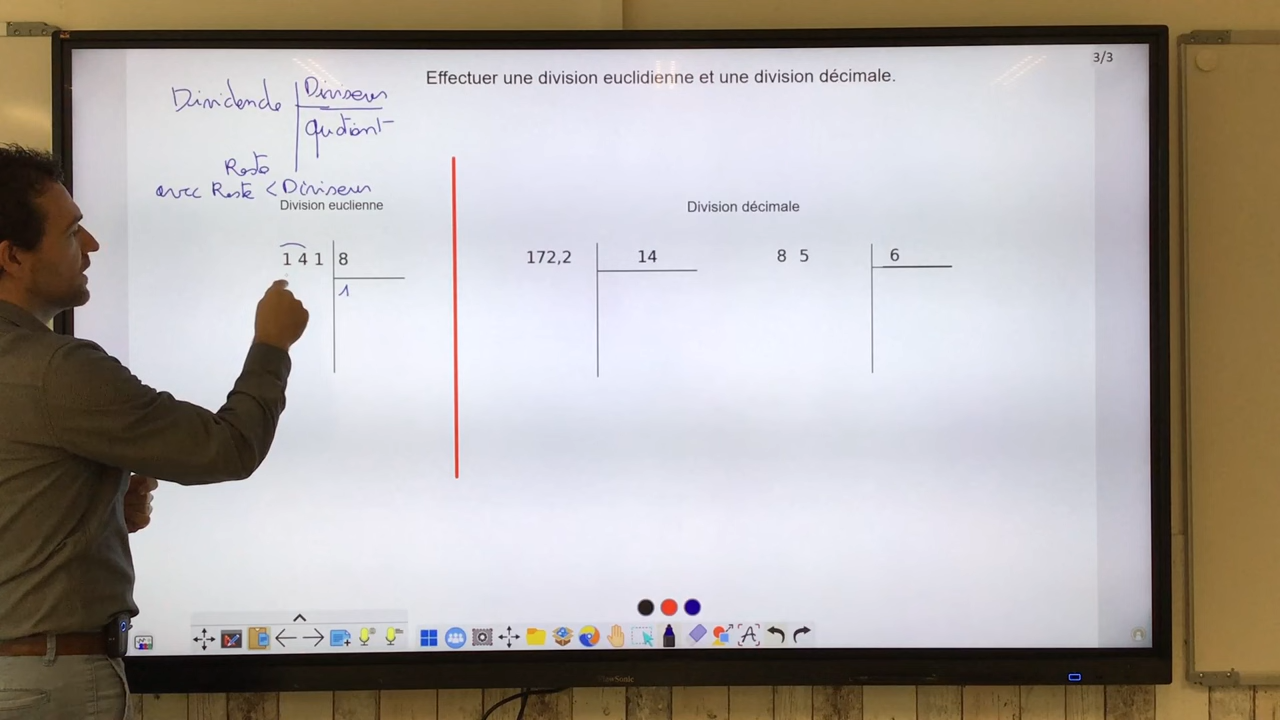 3/3
Effectuer une division euclidienne et une division décimale.
Dividende Diviseur
quotient
Reste
avec Reste < Diviseur
Division euclienne
Division décimale
1 4 1 8
1
172,2 14
8 5 6
ViewSonic